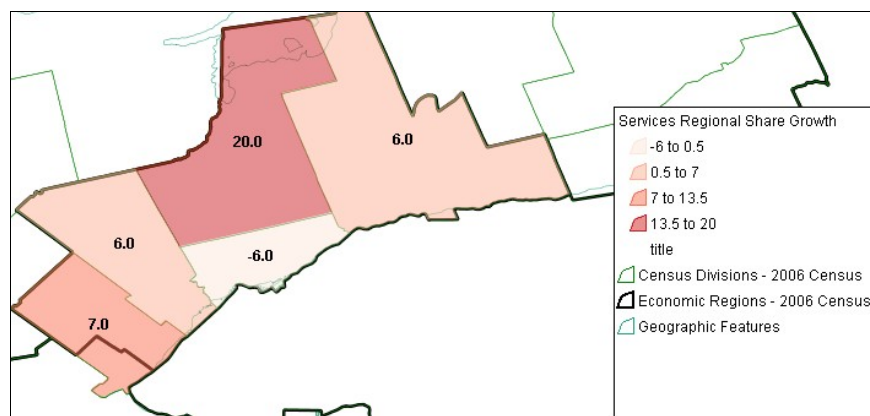 20.0
6.0
6.0
-6.0
7.0
Services Regional Share Growth
-6 to 0.5
0.5 to 7
7 to 13.5
13.5 to 20
title
Census Divisions - 2006 Census
Economic Regions - 2006 Census
Geographic Features